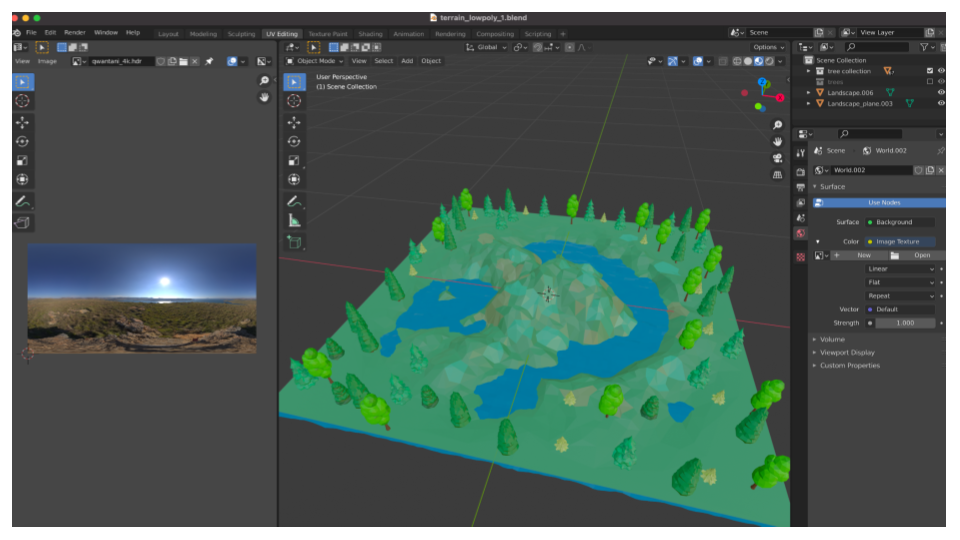 terrain_lowpoly_1.blend
File Edit Render Window Help Layout Modeling Sculpting UV Editing Texture Paint Shading Animation Rendering Compositing Scripting + Scene View Layer
Global Options
View Image qwantani_4k.hdr Object Mode View Select Add Object
User Perspective
(1) Scene Collection
Z
X
Scene Collection
tree collection
trees
Landscape.006
Landscape_plane.003
Scene World.002
World.002
Surface
Use Nodes
Surface Background
Color Image Texture
New Open
Linear
Flat
Repeat
Vector Default
Strength 1.000
Volume
Viewport Display
Custom Properties